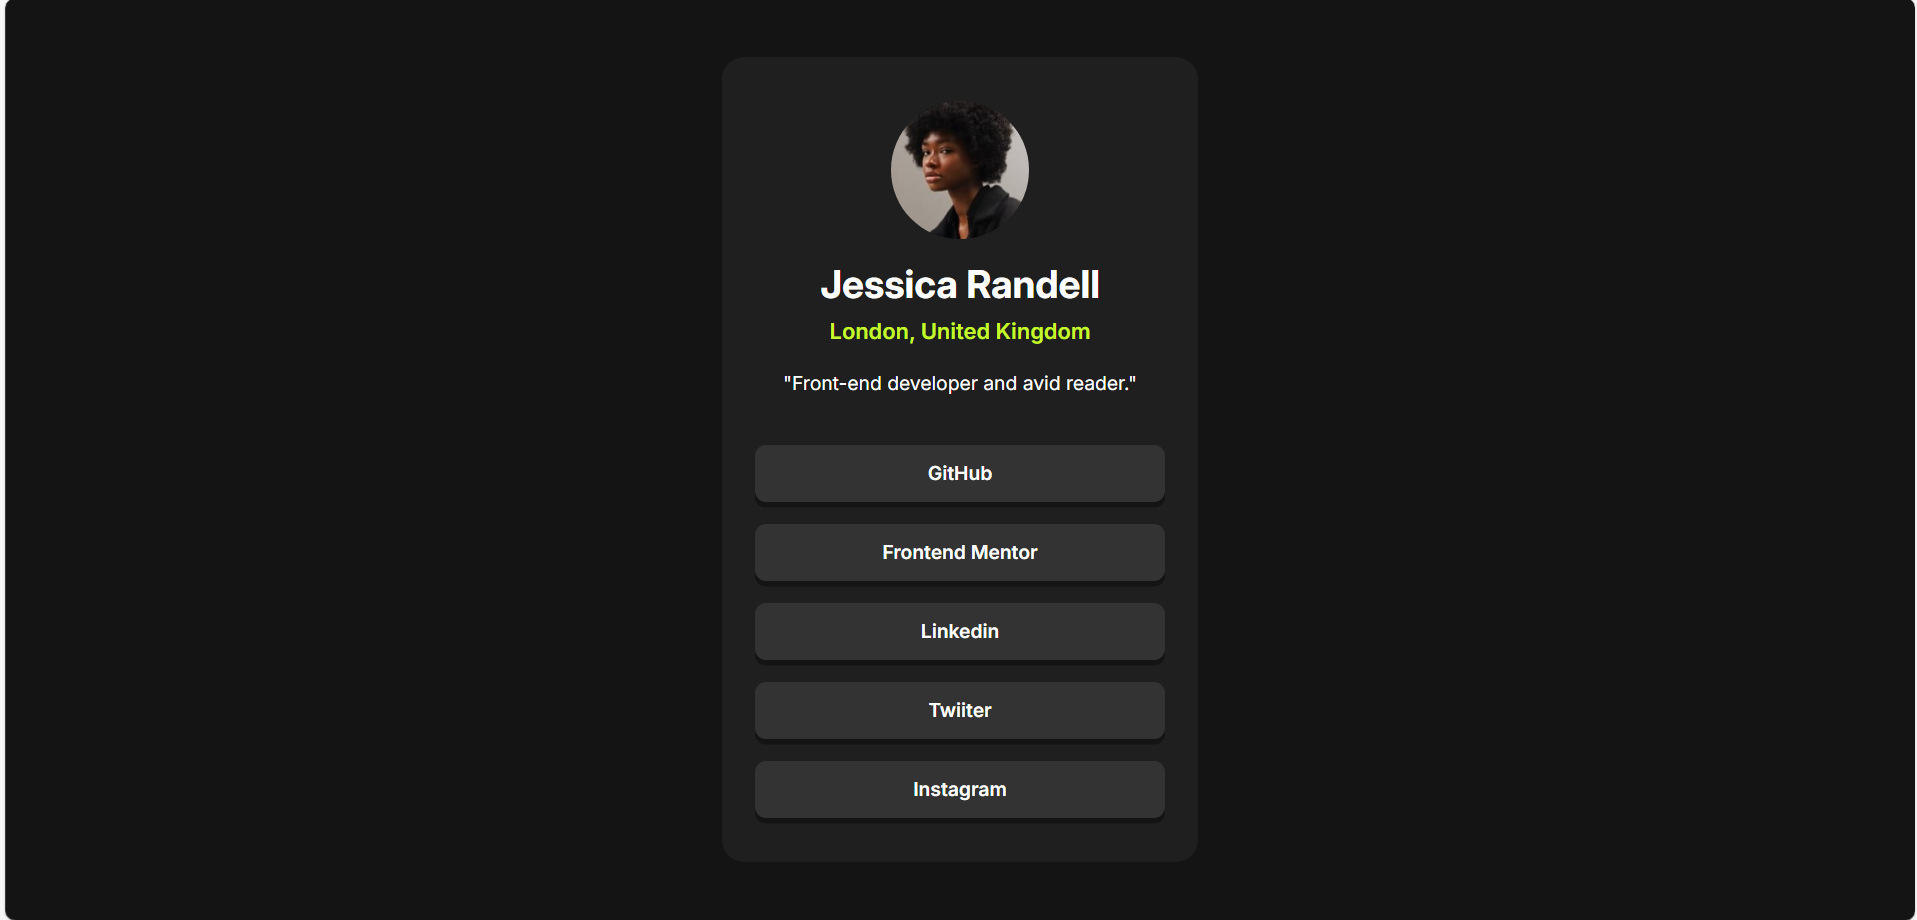 Jessica Randell
London, United Kingdom
"Front-end developer and avid reader."
GitHub
Frontend Mentor
Linkedin
Twiiter
Instagram